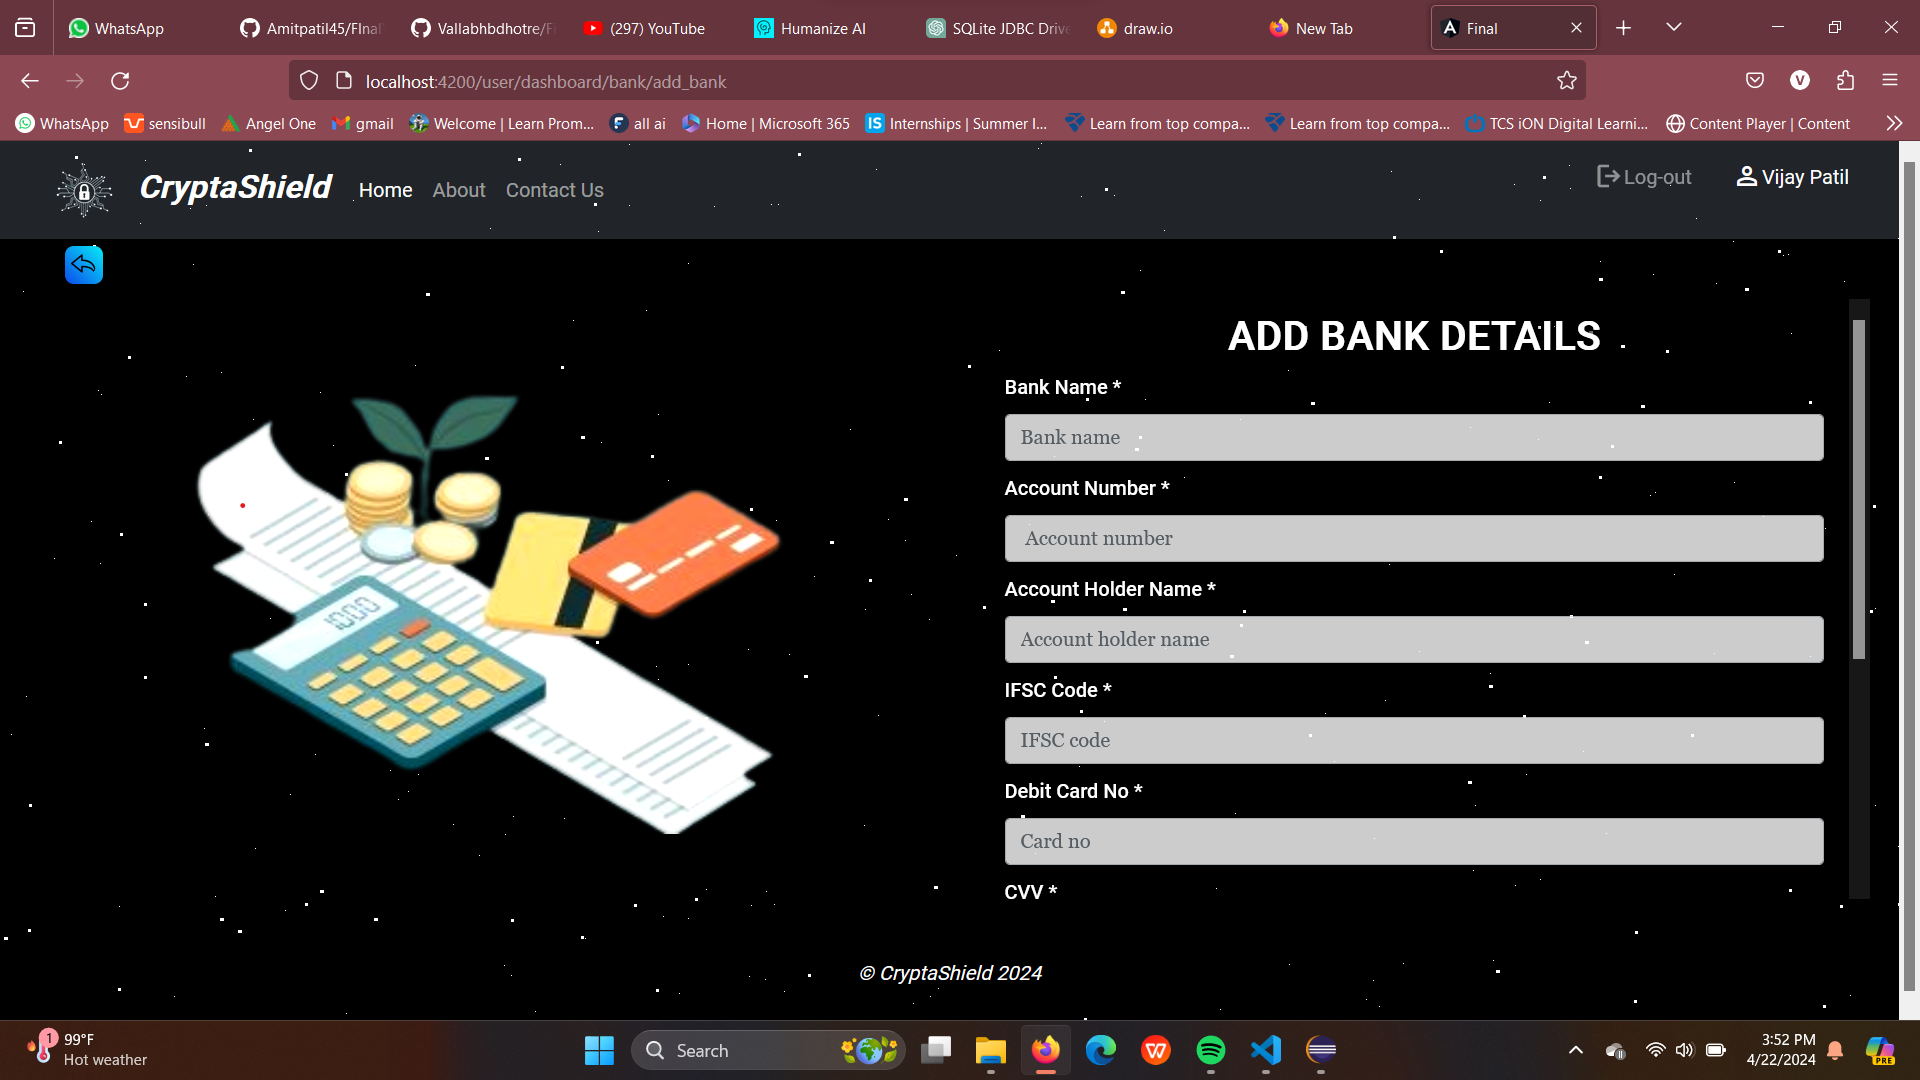 WhatsApp
Amitpatil45/FInal
Vallabhbdhotre/Fi
(297) YouTube
Humanize AI
SQLite JDBC Drive
draw.io
New Tab
Final
localhost:4200/user/dashboard/bank/add_bank
V
WhatsApp
sensibull
Angel One
gmail
Welcome | Learn Prom...
all ai
Home | Microsoft 365
IS Internships | Summer I...
Learn from top compa...
Learn from top compa...
TCS iON Digital Learni...
Content Player | Content
CryptaShield
Home
About
Contact Us
Log-out
Vijay Patil
ADD BANK DETAILS
Bank Name *
Bank name
Account Number *
Account number
Account Holder Name *
Account holder name
IFSC Code *
IFSC code
Debit Card No *
Card no
CVV *
1000
© CryptaShield 2024
1
99°F
Hot weather
Search
3:52 PM
4/22/2024
PRE